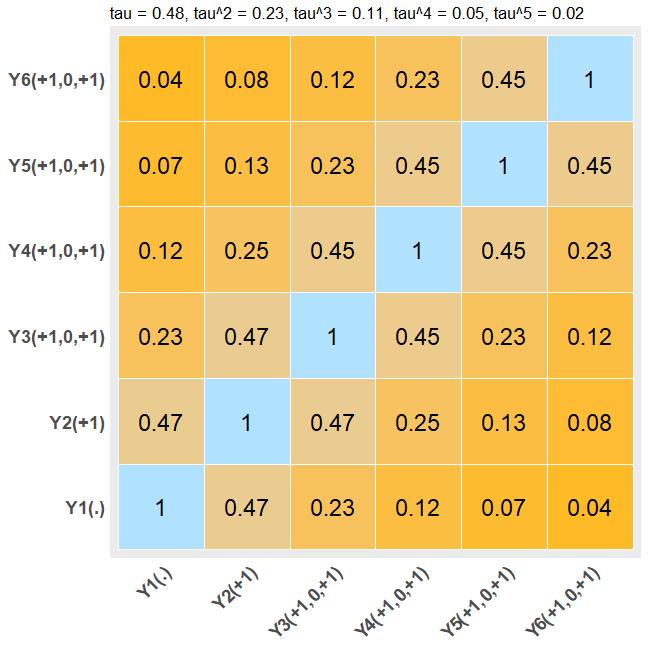 tau = 0.48, tau^2 = 0.23, tau^3 = 0.11, tau^4 = 0.05, tau^5 = 0.02
Y6(+1,0,+1) 0.04 0.08 0.12 0.23 0.45 1
Y5(+1,0,+1) 0.07 0.13 0.23 0.45 1 0.45
Y4(+1,0,+1) 0.12 0.25 0.45 1 0.45 0.23
Y3(+1,0,+1) 0.23 0.47 1 0.45 0.23 0.12
Y2(+1) 0.47 1 0.47 0.25 0.13 0.08
Y1(.) 1 0.47 0.23 0.12 0.07 0.04
Y1(.) Y2(+1) Y3(+1,0,+1) Y4(+1,0,+1) Y5(+1,0,+1) Y6(+1,0,+1)